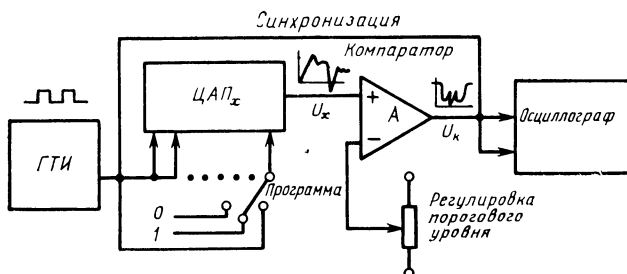 Синхронизация
Компаратор
ЦАПx
Ux
+
−
A
Uк
Осциллограф
ГТИ
Программа
0
1
Регулировка
порогового
уровня